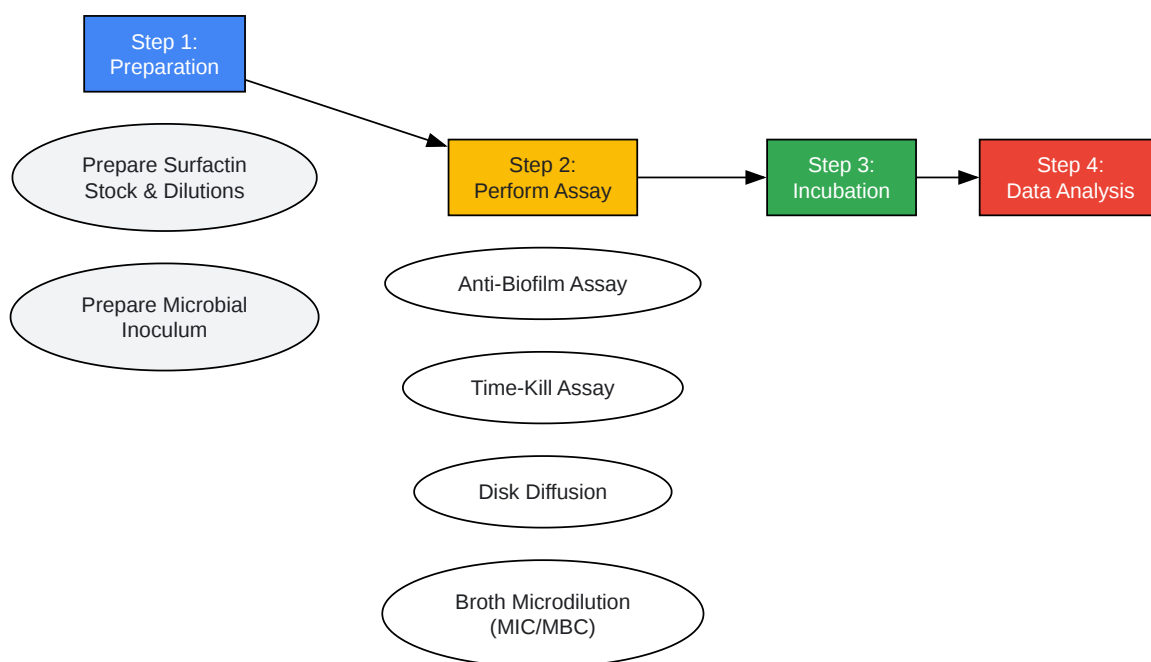 Step 1:
Preparation
Prepare Surfactin
Stock & Dilutions
Prepare Microbial
Inoculum
Step 2:
Perform Assay
Anti-Biofilm Assay
Time-Kill Assay
Disk Diffusion
Broth Microdilution
(MIC/MBC)
Step 3:
Incubation
Step 4:
Data Analysis